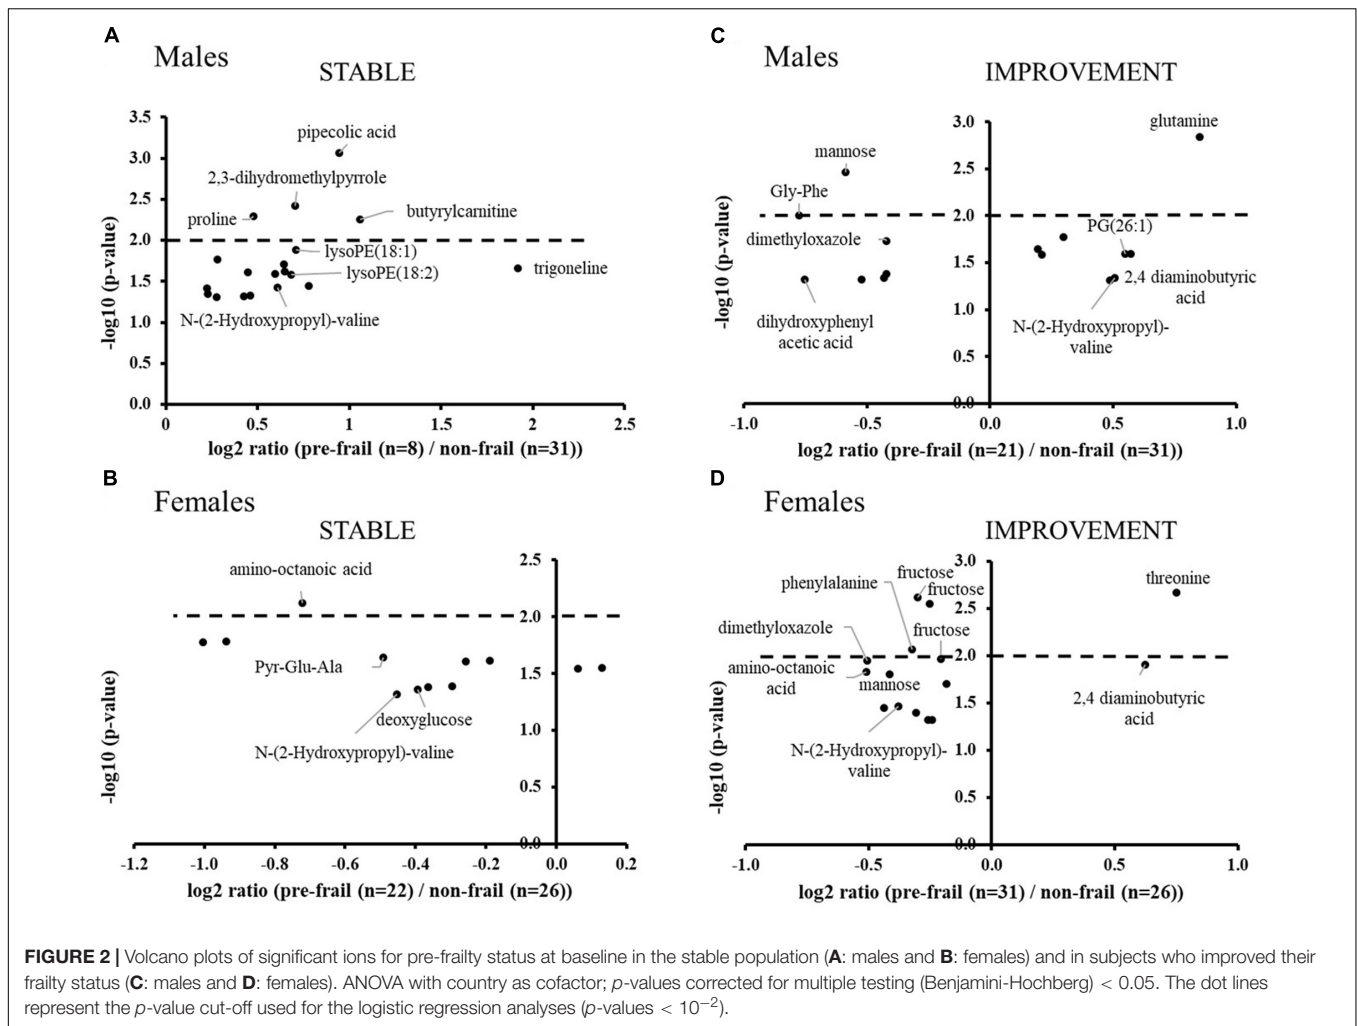 A
Males
STABLE
3.5
3.0
2.5
2.0
1.5
1.0
0.5
0.0
-log10 (p-value)
pipecolic acid
2,3-dihydromethylpyrrole
proline
butyrylcarnitine
lysoPE(18:1)
lysoPE(18:2)
trigoneline
N-(2-Hydroxypropyl)-valine
0 0.5 1 1.5 2 2.5
log2 ratio (pre-frail (n=8) / non-frail (n=31))
B
Females
STABLE
amino-octanoic acid
2.5
2.0
1.5
1.0
0.5
0.0
-log10 (p-value)
Pyr-Glu-Ala
deoxyglucose
N-(2-Hydroxypropyl)-valine
-1.2 -1.0 -0.8 -0.6 -0.4 -0.2 0 0.2
log2 ratio (pre-frail (n=22) / non-frail (n=26))
C
Males
IMPROVEMENT
3.0
2.5
2.0
1.5
1.0
0.5
0.0
-log10 (p-value)
glutamine
mannose
Gly-Phe
dimethyloxazole
PG(26:1)
2,4 diaminobutyric
acid
dihydroxyphenyl
acetic acid
N-(2-Hydroxypropyl)-
valine
-1.0 -0.5 0.0 0.5 1.0
log2 ratio (pre-frail (n=21) / non-frail (n=31))
D
Females
IMPROVEMENT
3.0
2.5
2.0
1.5
1.0
0.5
0.0
-log10 (p-value)
fructose
phenylalanine
fructose
threonine
dimethyloxazole
fructose
amino-octanoic
acid
mannose
2,4 diaminobutyric
acid
N-(2-Hydroxypropyl)-
valine
-1.0 -0.5 0.0 0.5 1.0
log2 ratio (pre-frail (n=31) / non-frail (n=26))
FIGURE 2 | Volcano plots of significant ions for pre-frailty status at baseline in the stable population (A: males and B: females) and in subjects who improved their
frailty status (C: males and D: females). ANOVA with country as cofactor; p-values corrected for multiple testing (Benjamini-Hochberg) < 0.05. The dot lines
represent the p-value cut-off used for the logistic regression analyses (p-values < 10⁻²).